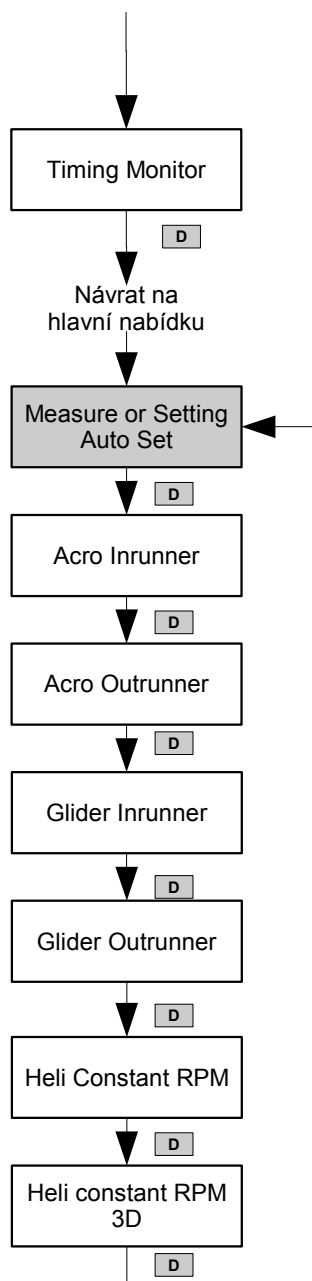 Timing Monitor
D
Návrat na
hlavní nabídku
Measure or Setting
Auto Set
D
Acro Inrunner
D
Acro Outrunner
D
Glider Inrunner
D
Glider Outrunner
D
Heli Constant RPM
D
Heli constant RPM
3D
D